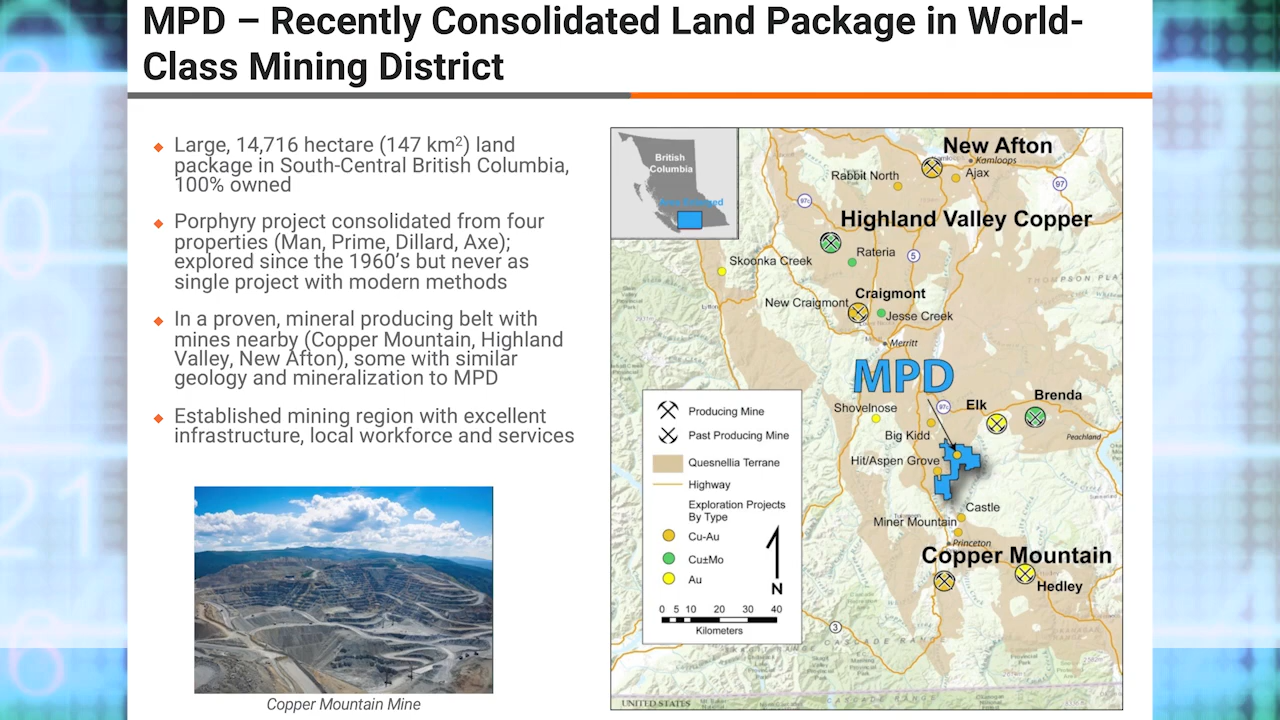 MPD – Recently Consolidated Land Package in World-
Class Mining District
Large, 14,716 hectare (147 km²) land
package in South-Central British Columbia,
100% owned
Porphyry project consolidated from four
properties (Man, Prime, Dillard, Axe);
explored since the 1960's but never as
single project with modern methods
In a proven, mineral producing belt with
mines nearby (Copper Mountain, Highland
Valley, New Afton), some with similar
geology and mineralization to MPD
Established mining region with excellent
infrastructure, local workforce and services
Copper Mountain Mine
British
Columbia
New Afton
Kamloops
Rabbit North
Ajax
97
97c
Highland Valley Copper
Rateria
5
Skoonka Creek
Craigmont
New Craigmont
Jesse Creek
Merritt
MPD
Shovelnose
97c
Elk
Brenda
Big Kidd
Peachland
Hit/Aspen Grove
Castle
Miner Mountain
Princeton
Copper Mountain
Hedley
3
CASCADE RANGE
UNITED STATES
Producing Mine
Past Producing Mine
Quesnellia Terrane
Highway
Exploration Projects
By Type
Cu-Au
Cu±Mo
Au
N
0 5 10 20 30 40
Kilometers